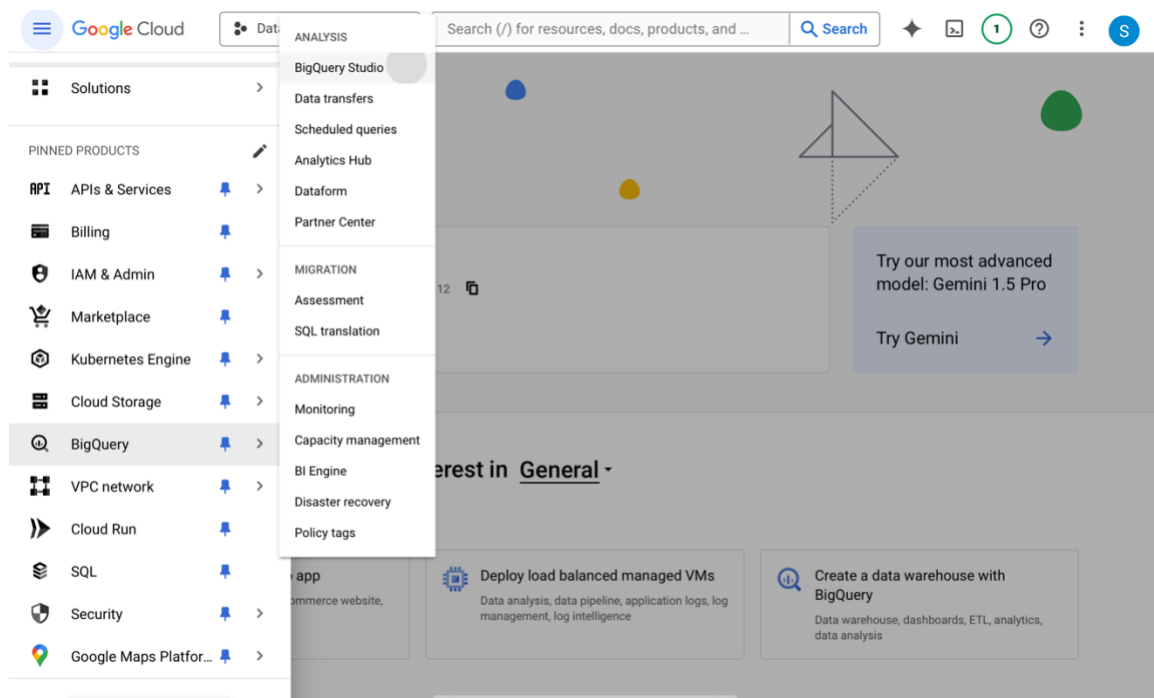 Google Cloud
Data
Search (/) for resources, docs, products, and ...
Search
1
S
Solutions
PINNED PRODUCTS
API APIs & Services
Billing
IAM & Admin
Marketplace
Kubernetes Engine
Cloud Storage
BigQuery
VPC network
Cloud Run
SQL
Security
Google Maps Platfor...
ANALYSIS
BigQuery Studio
Data transfers
Scheduled queries
Analytics Hub
Dataform
Partner Center
MIGRATION
Assessment
SQL translation
ADMINISTRATION
Monitoring
Capacity management
BI Engine
Disaster recovery
Policy tags
12
Try our most advanced
model: Gemini 1.5 Pro
Try Gemini
erest in General
app
ommerce website,
Deploy load balanced managed VMs
Data analysis, data pipeline, application logs, log
management, log intelligence
Create a data warehouse with
BigQuery
Data warehouse, dashboards, ETL, analytics,
data analysis